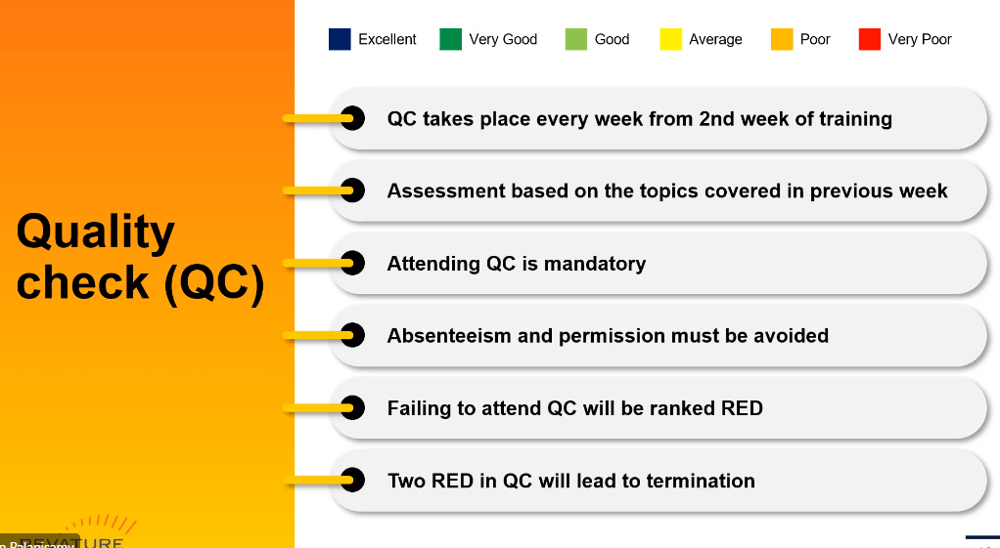 Excellent Very Good Good Average Poor Very Poor
Quality
check (QC)
QC takes place every week from 2nd week of training
Assessment based on the topics covered in previous week
Attending QC is mandatory
Absenteeism and permission must be avoided
Failing to attend QC will be ranked RED
Two RED in QC will lead to termination
REVATURE
Palanisamy